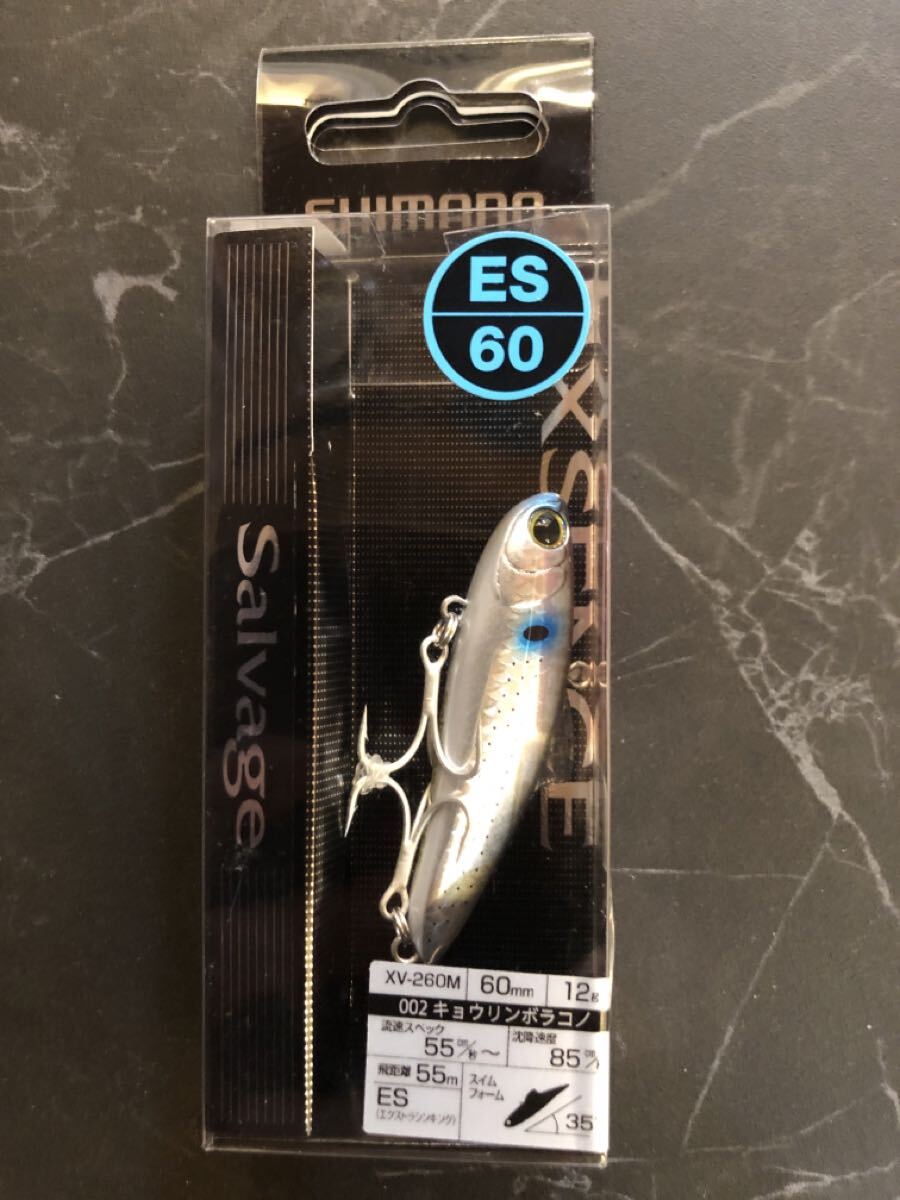 SHIMANO
ES
60
EXSENCE
Salvage
XV-260M 60mm 12g
002 キョウリンボラコノ
流速スペック 沈降速度
55cm/秒〜 85cm/
飛距離 55m スイム
フォーム
ES
(エクストラシンキング)
35°